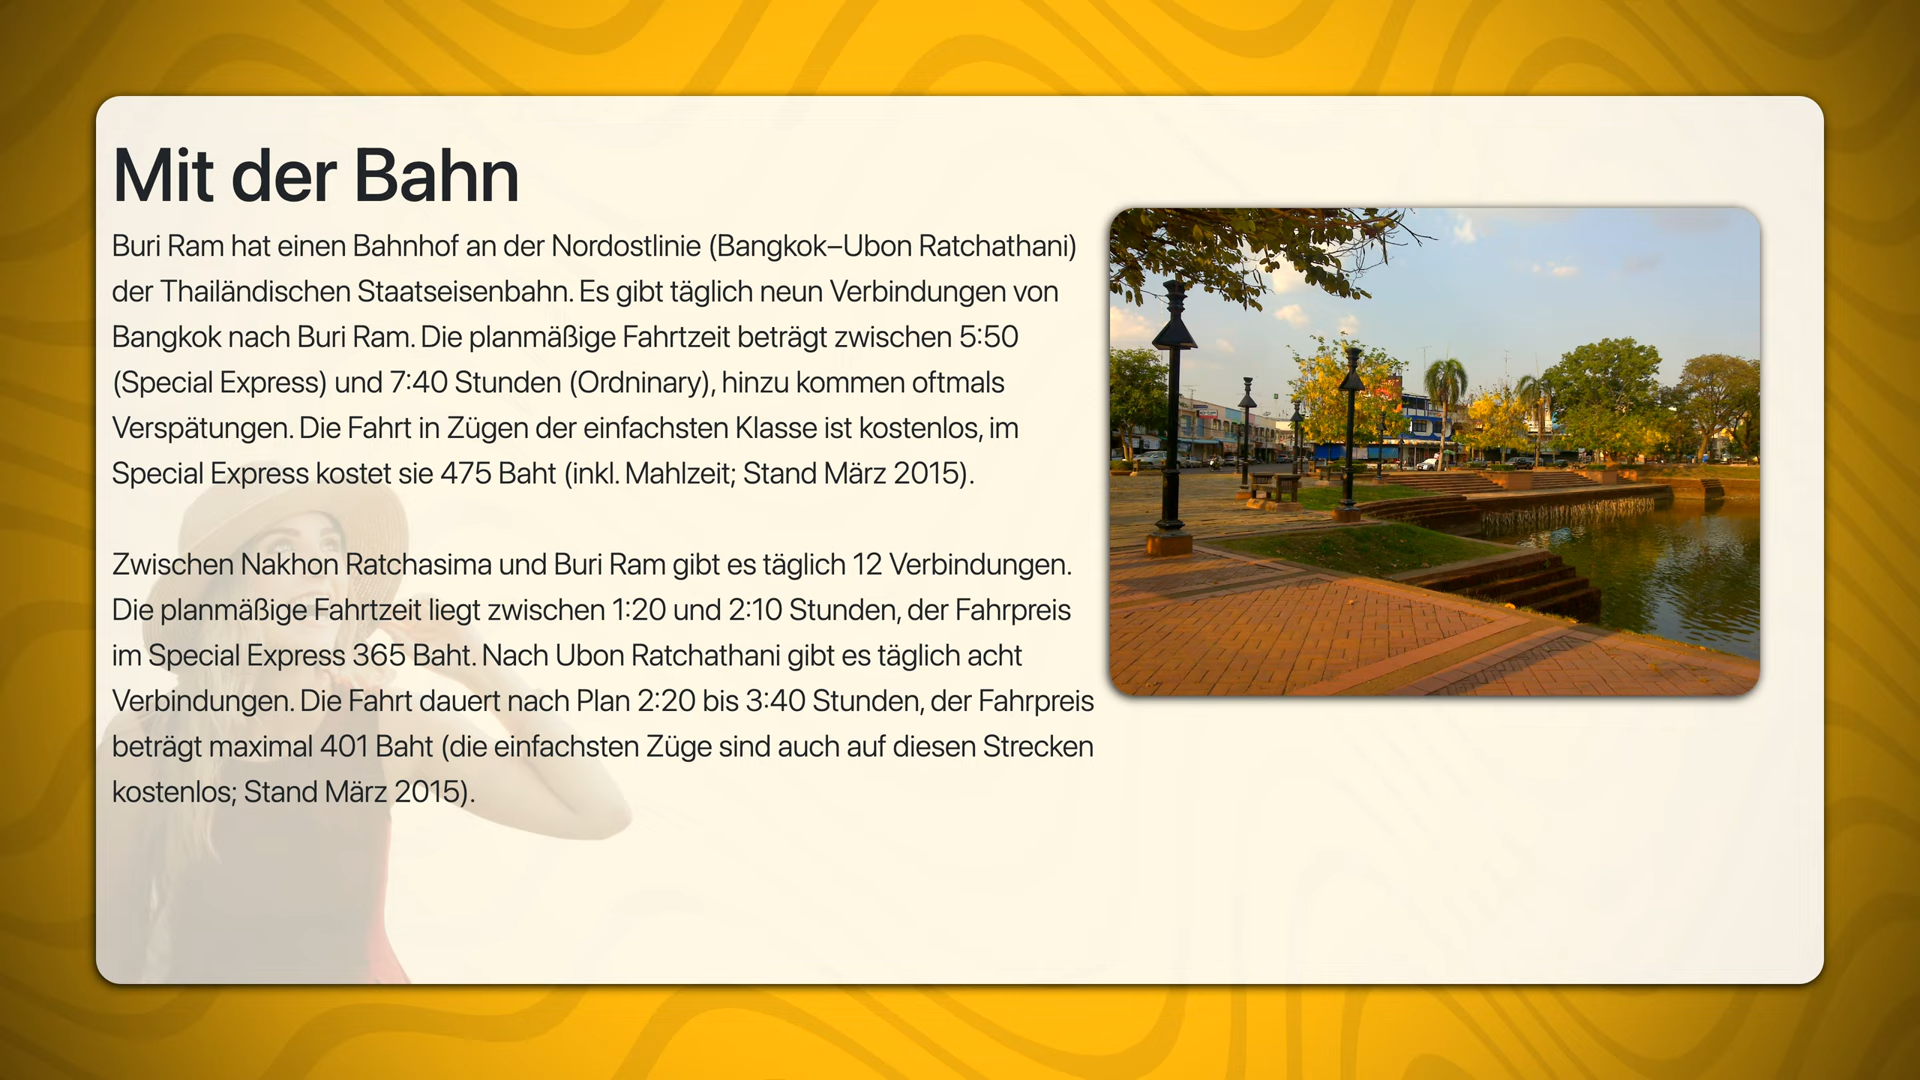 Mit der Bahn
Buri Ram hat einen Bahnhof an der Nordostlinie (Bangkok–Ubon Ratchathani)
der Thailändischen Staatseisenbahn. Es gibt täglich neun Verbindungen von
Bangkok nach Buri Ram. Die planmäßige Fahrtzeit beträgt zwischen 5:50
(Special Express) und 7:40 Stunden (Ordninary), hinzu kommen oftmals
Verspätungen. Die Fahrt in Zügen der einfachsten Klasse ist kostenlos, im
Special Express kostet sie 475 Baht (inkl. Mahlzeit; Stand März 2015).
Zwischen Nakhon Ratchasima und Buri Ram gibt es täglich 12 Verbindungen.
Die planmäßige Fahrtzeit liegt zwischen 1:20 und 2:10 Stunden, der Fahrpreis
im Special Express 365 Baht. Nach Ubon Ratchathani gibt es täglich acht
Verbindungen. Die Fahrt dauert nach Plan 2:20 bis 3:40 Stunden, der Fahrpreis
beträgt maximal 401 Baht (die einfachsten Züge sind auch auf diesen Strecken
kostenlos; Stand März 2015).